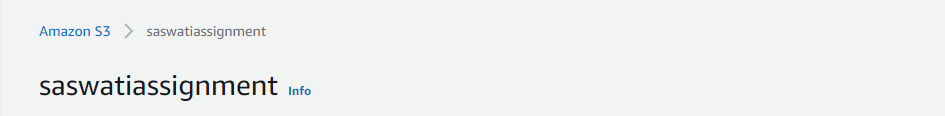 Amazon S3 > saswatiassignment
saswatiassignment Info